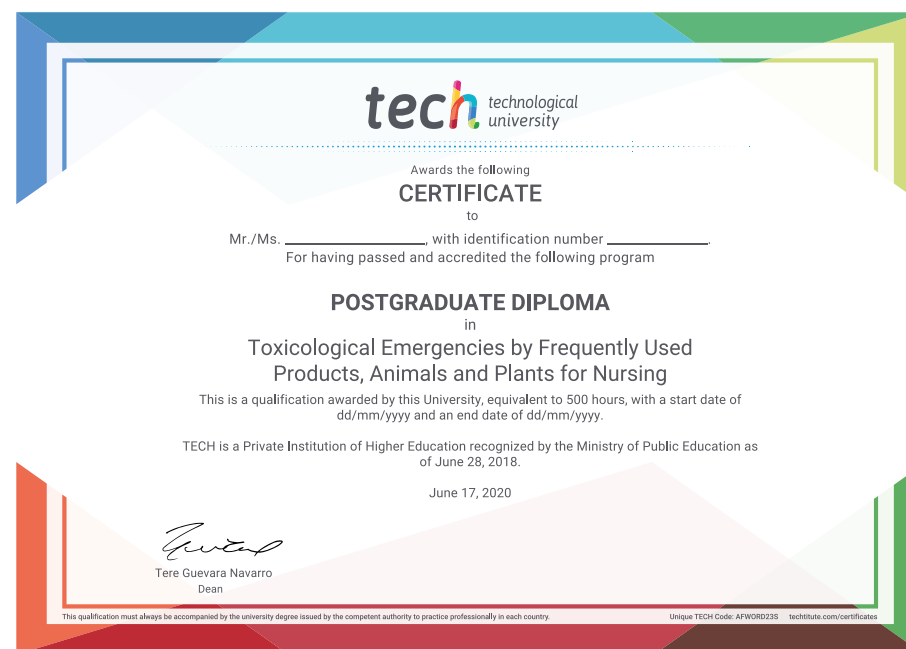 tech technological
university
Awards the following
CERTIFICATE
to
Mr./Ms. ____________, with identification number ____________.
For having passed and accredited the following program
POSTGRADUATE DIPLOMA
in
Toxicological Emergencies by Frequently Used
Products, Animals and Plants for Nursing
This is a qualification awarded by this University, equivalent to 500 hours, with a start date of
dd/mm/yyyy and an end date of dd/mm/yyyy.
TECH is a Private Institution of Higher Education recognized by the Ministry of Public Education as
of June 28, 2018.
June 17, 2020
Tere Guevara Navarro
Dean
This qualification must always be accompanied by the university degree issued by the competent authority to practice professionally in each country. Unique TECH Code: AFWORD23S techtitute.com/certificates